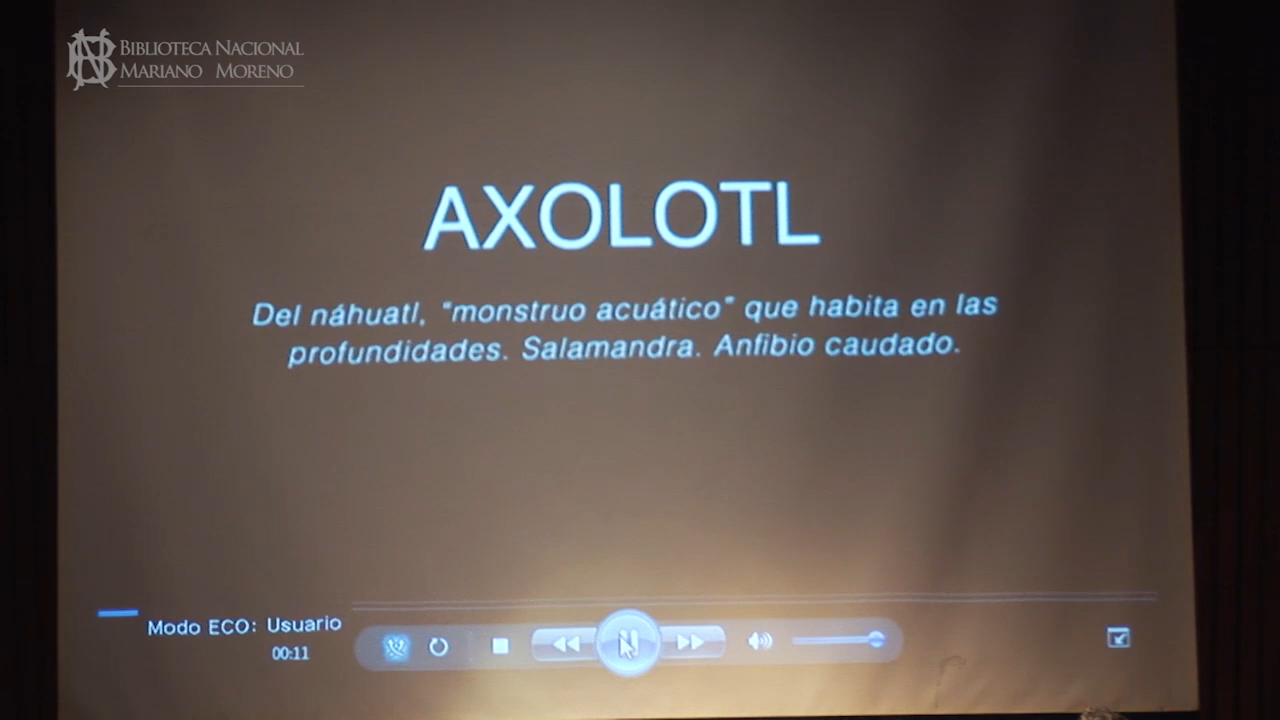 BIBLIOTECA NACIONAL
MARIANO MORENO
AXOLOTL
Del náhuatl, "monstruo acuático" que habita en las
profundidades. Salamandra. Anfibio caudado.
Modo ECO: Usuario
00:11